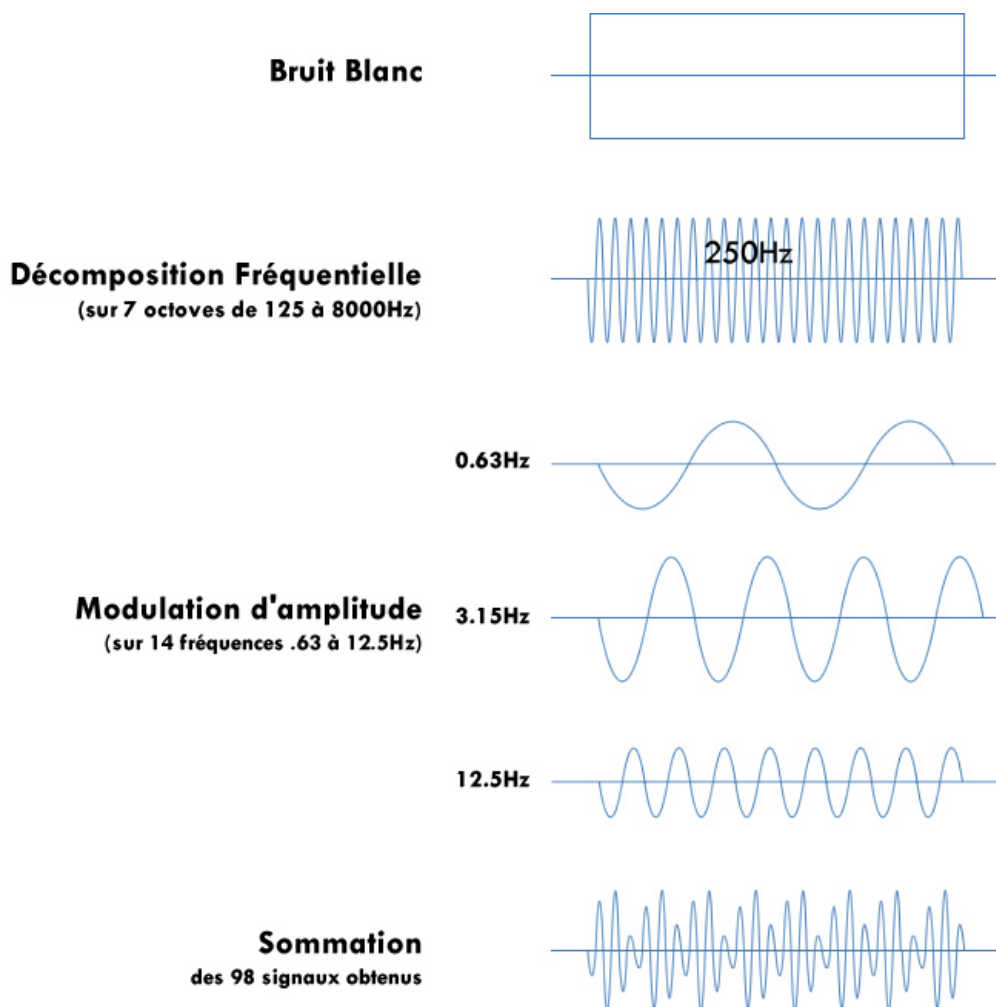 Bruit Blanc
250Hz
Décomposition Fréquentielle
(sur 7 octoves de 125 à 8000Hz)
0.63Hz
Modulation d'amplitude
3.15Hz
(sur 14 fréquences .63 à 12.5Hz)
12.5Hz
Sommation
des 98 signaux obtenus